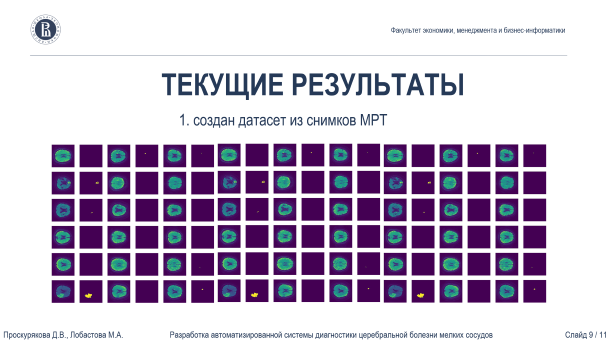 Факультет экономики, менеджмента и бизнес-информатики
ТЕКУЩИЕ РЕЗУЛЬТАТЫ
1. создан датасет из снимков МРТ
Проскурякова Д.В., Лобастова М.А.
Разработка автоматизированной системы диагностики церебральной болезни мелких сосудов
Слайд 9 / 11